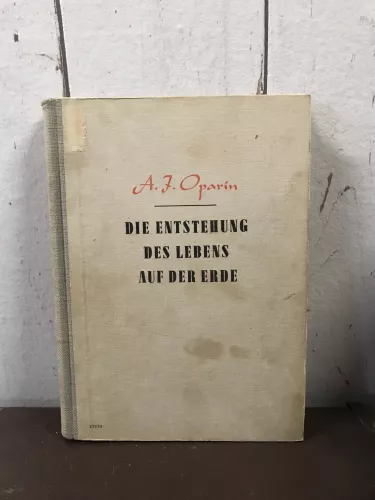 A. J. Oparin
DIE ENTSTEHUNG
DES LEBENS
AUF DER ERDE